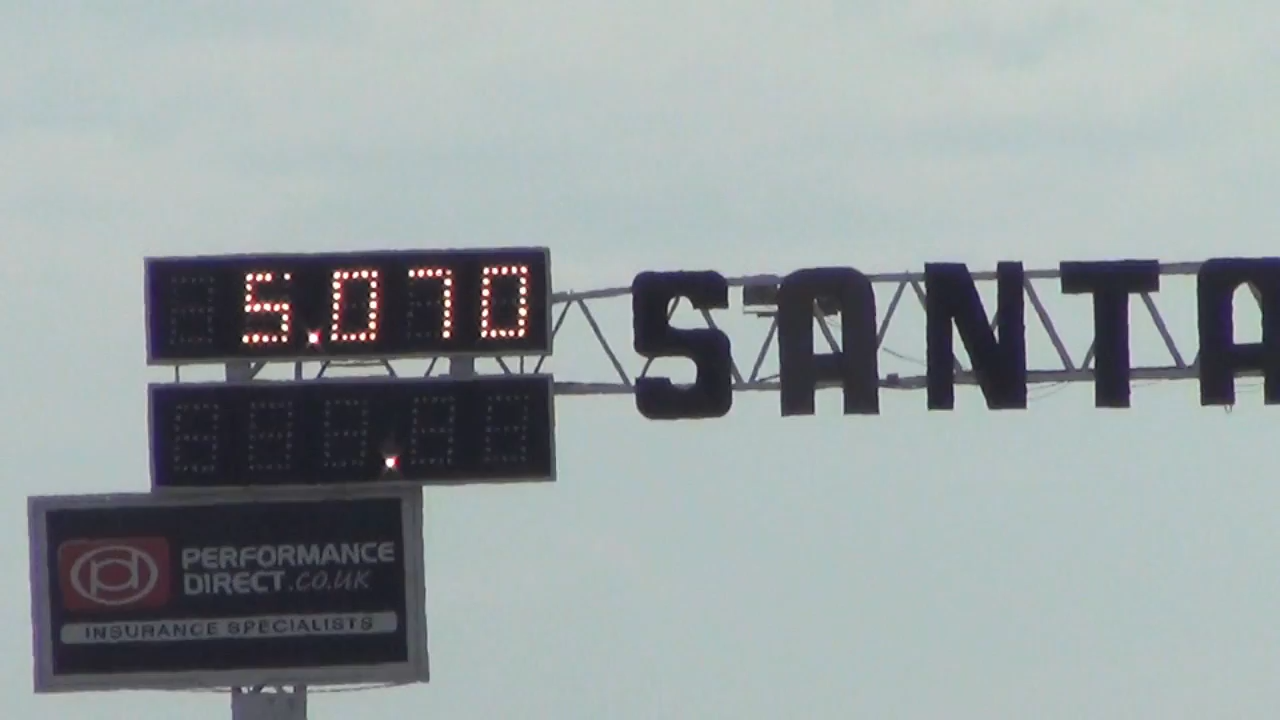 5.070
SANTA
.
PERFORMANCE
DIRECT.CO.UK
INSURANCE SPECIALISTS